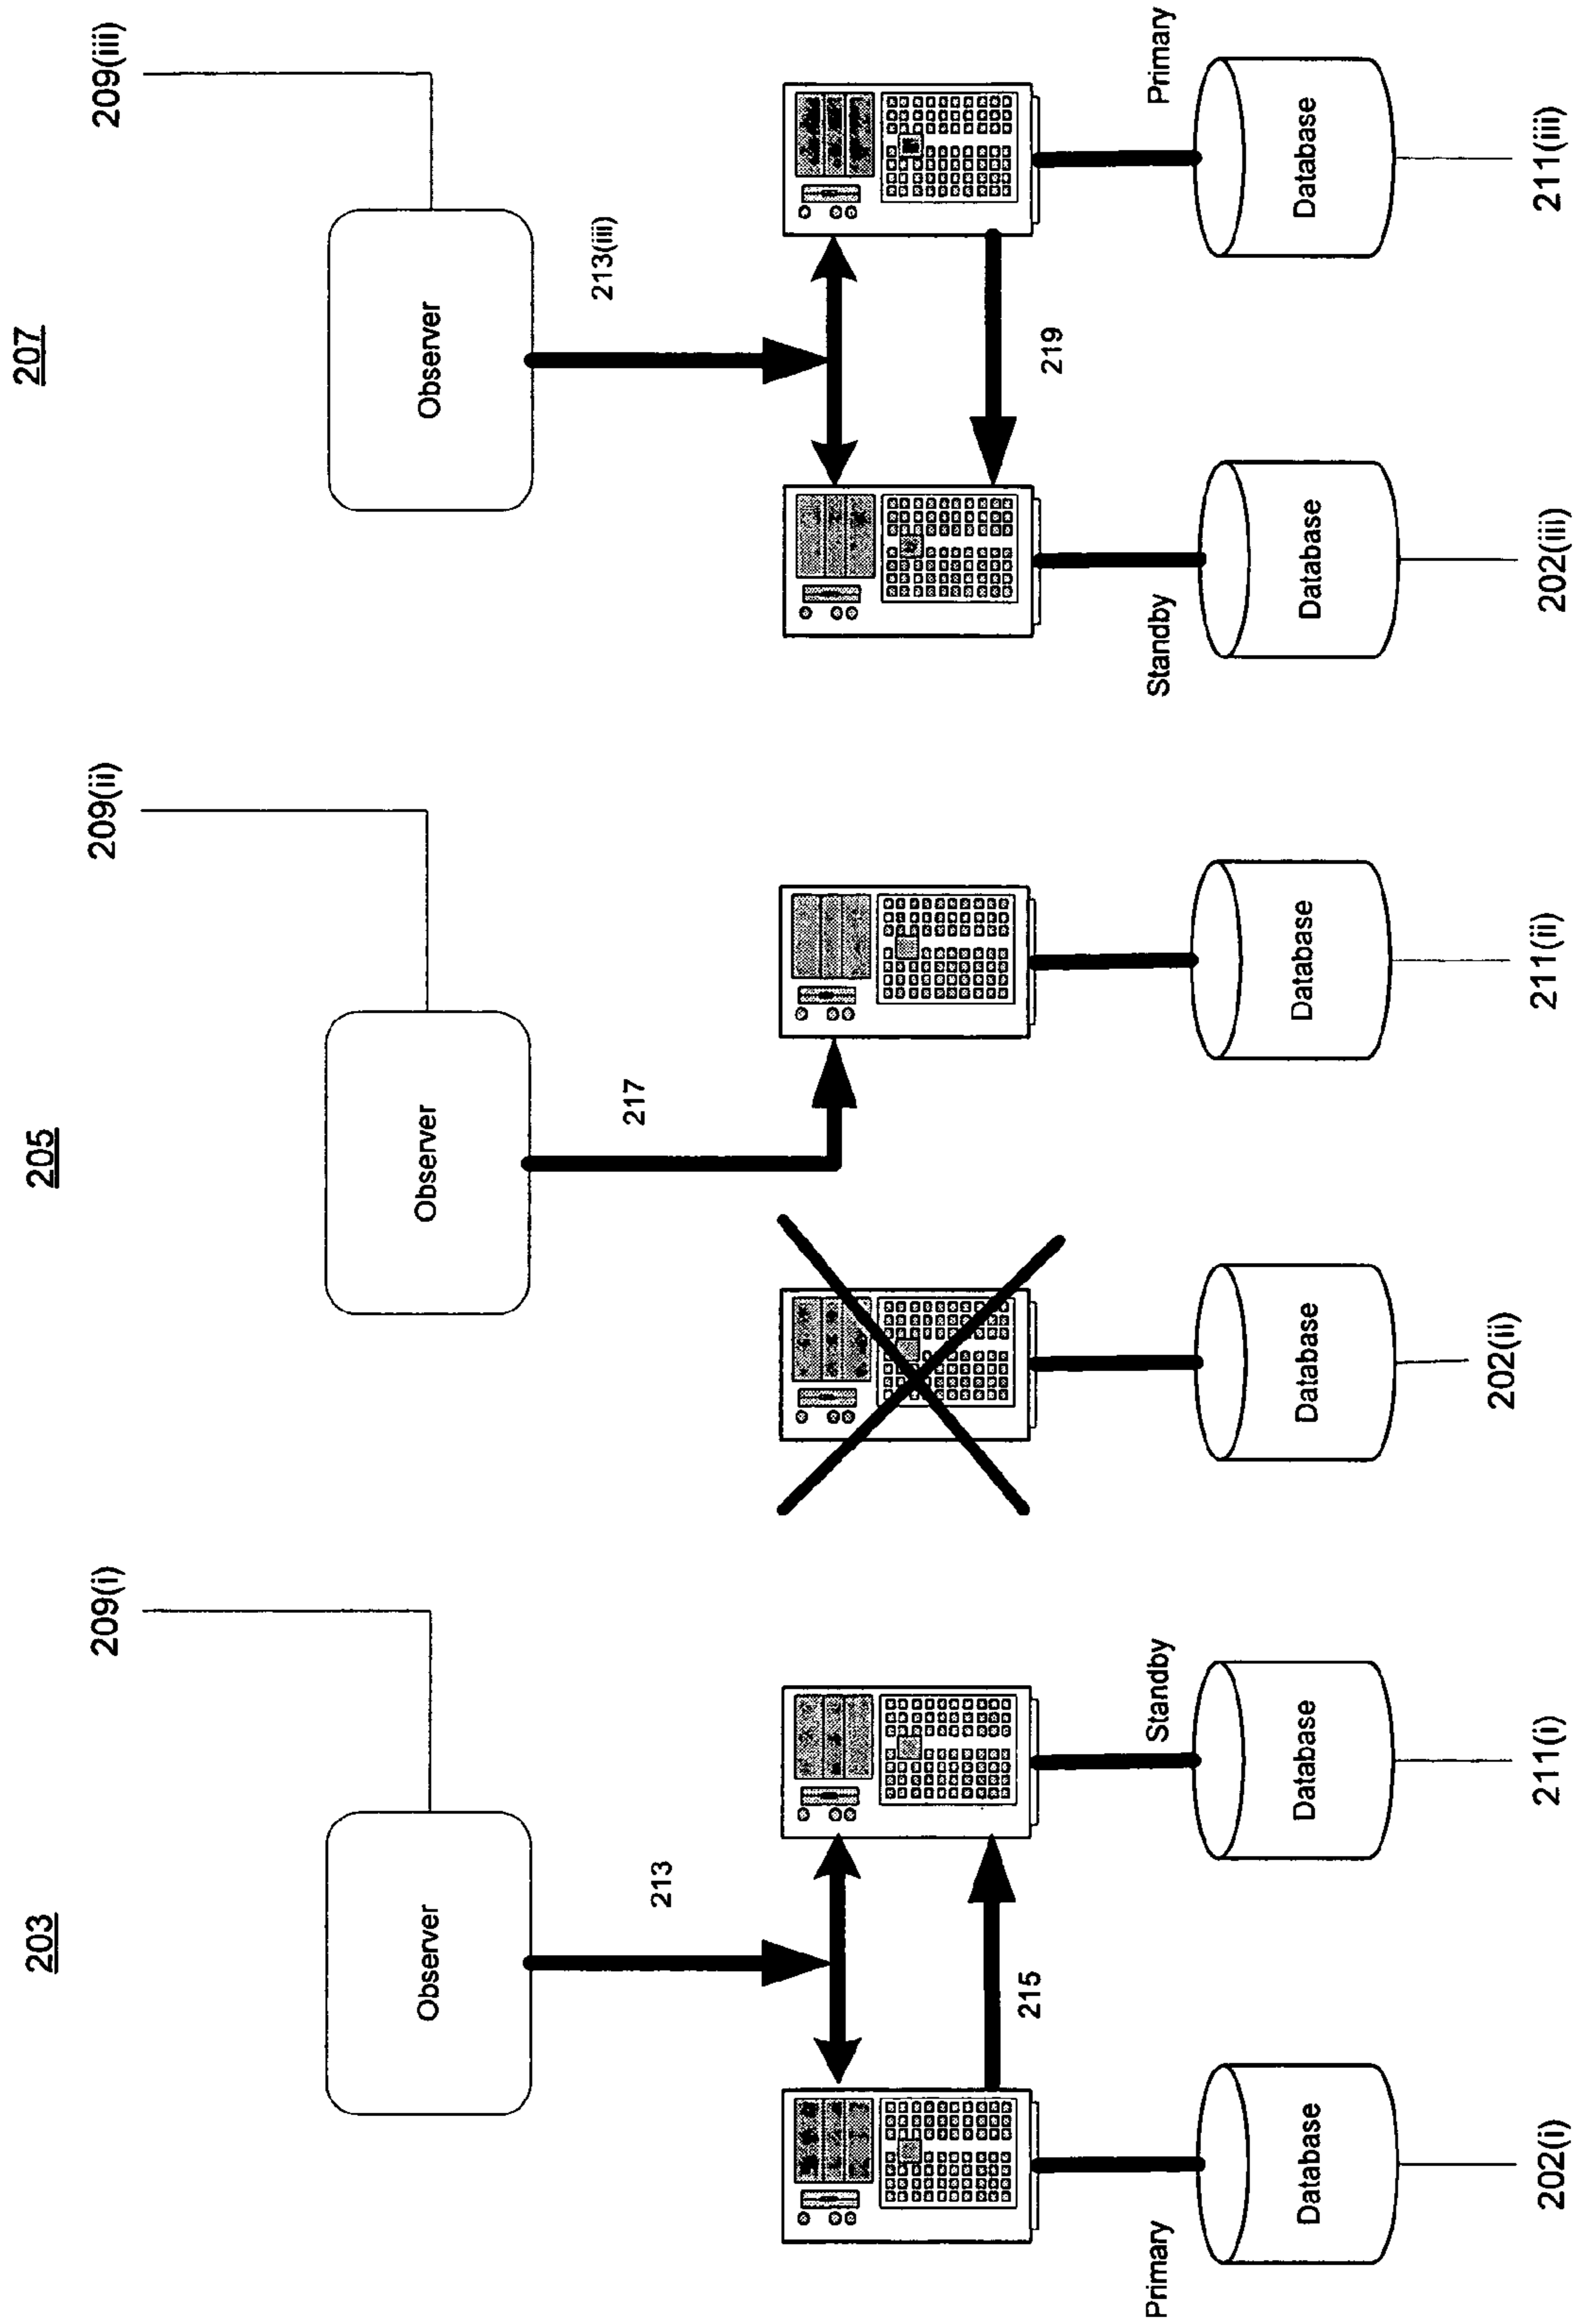 203
209(i)
Observer
213
215
Primary
Standby
Database
Database
202(i)
211(i)
205
209(ii)
Observer
217
Database
Database
202(ii)
211(ii)
207
209(iii)
Observer
213(iii)
219
Standby
Primary
Database
Database
202(iii)
211(iii)